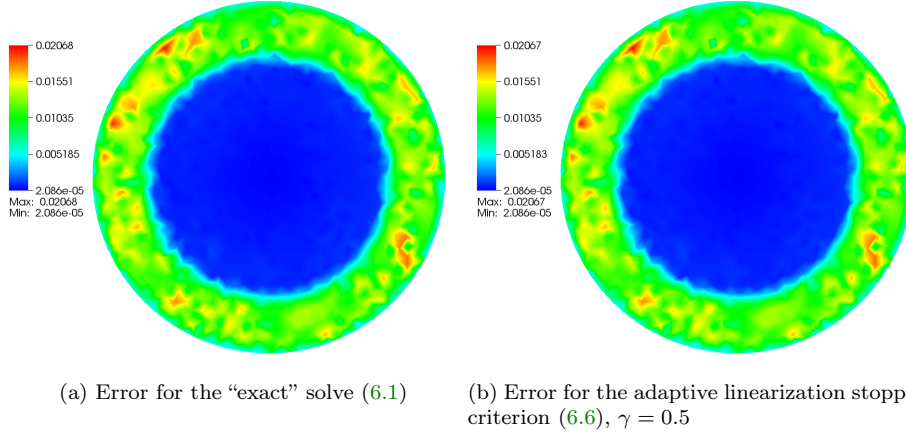 0.02068
0.01551
0.01035
0.005185
2.086e-05
Max: 0.02068
Min: 2.086e-05
0.02067
0.01551
0.01035
0.005183
2.086e-05
Max: 0.02067
Min: 2.086e-05
(a) Error for the “exact” solve (6.1)
(b) Error for the adaptive linearization stopp
criterion (6.6), γ = 0.5